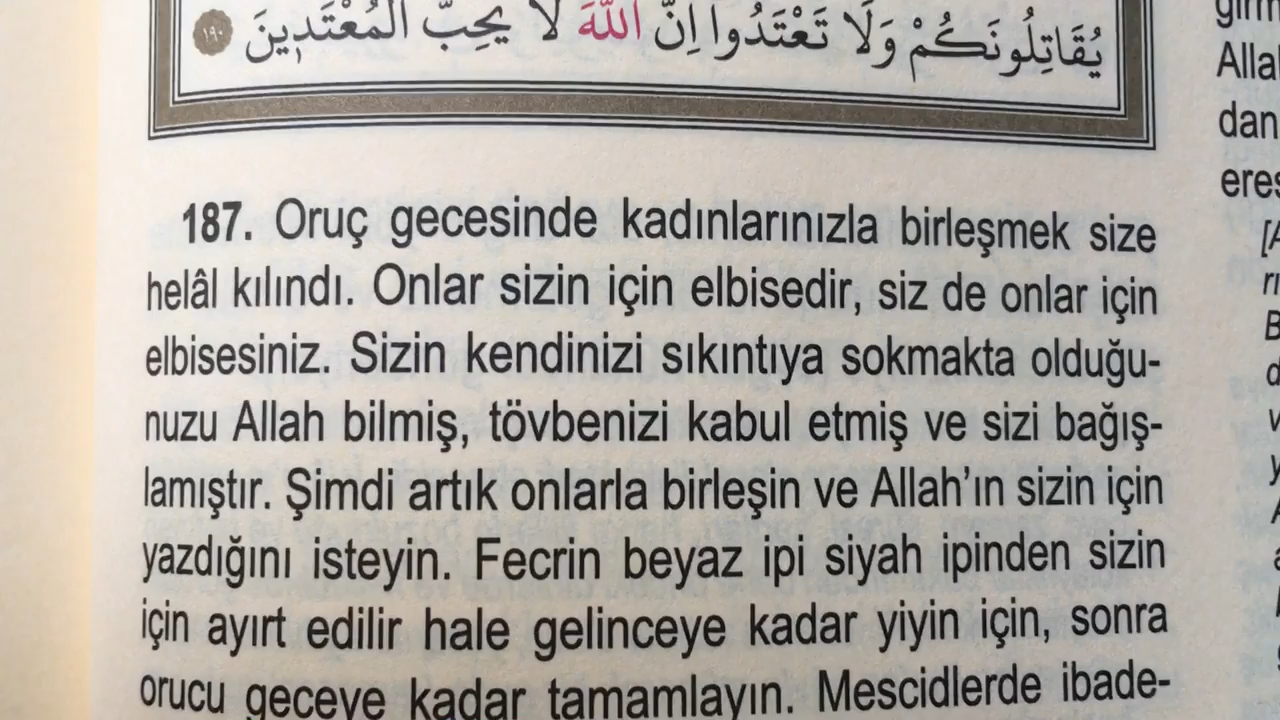 يُقَاتِلُونَكُمْ وَلَا تَعْتَدُوا اِنَّ اللّٰهَ لَا يُحِبُّ الْمُعْتَدٖينَ ١٩٠
187. Oruç gecesinde kadınlarınızla birleşmek size
helâl kılındı. Onlar sizin için elbisedir, siz de onlar için
elbisesiniz. Sizin kendinizi sıkıntıya sokmakta olduğu-
nuzu Allah bilmiş, tövbenizi kabul etmiş ve sizi bağış-
lamıştır. Şimdi artık onlarla birleşin ve Allah’ın sizin için
yazdığını isteyin. Fecrin beyaz ipi siyah ipinden sizin
için ayırt edilir hale gelinceye kadar yiyin için, sonra
orucu geceye kadar tamamlayın. Mescidlerde ibade-
dan